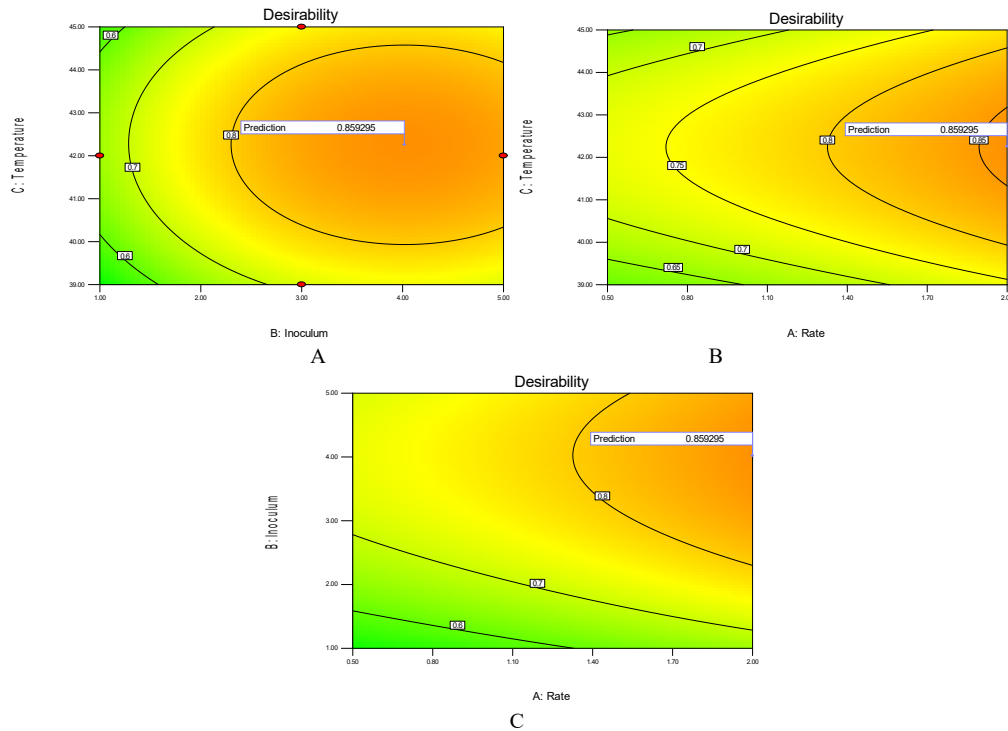 Desirability
45.00
44.00
43.00
42.00
41.00
40.00
39.00
C: Temperature
0.6
0.7
0.8
0.6
Prediction 0.859295
1.00 2.00 3.00 4.00 5.00
B: Inoculum
A
Desirability
45.00
44.00
43.00
42.00
41.00
40.00
39.00
C: Temperature
0.7
0.75
0.8
0.85
0.7
0.65
Prediction 0.859295
0.50 0.80 1.10 1.40 1.70 2.0
A: Rate
B
Desirability
5.00
4.00
3.00
2.00
1.00
B: Inoculum
Prediction 0.859295
0.8
0.7
0.6
0.50 0.80 1.10 1.40 1.70 2.00
A: Rate
C